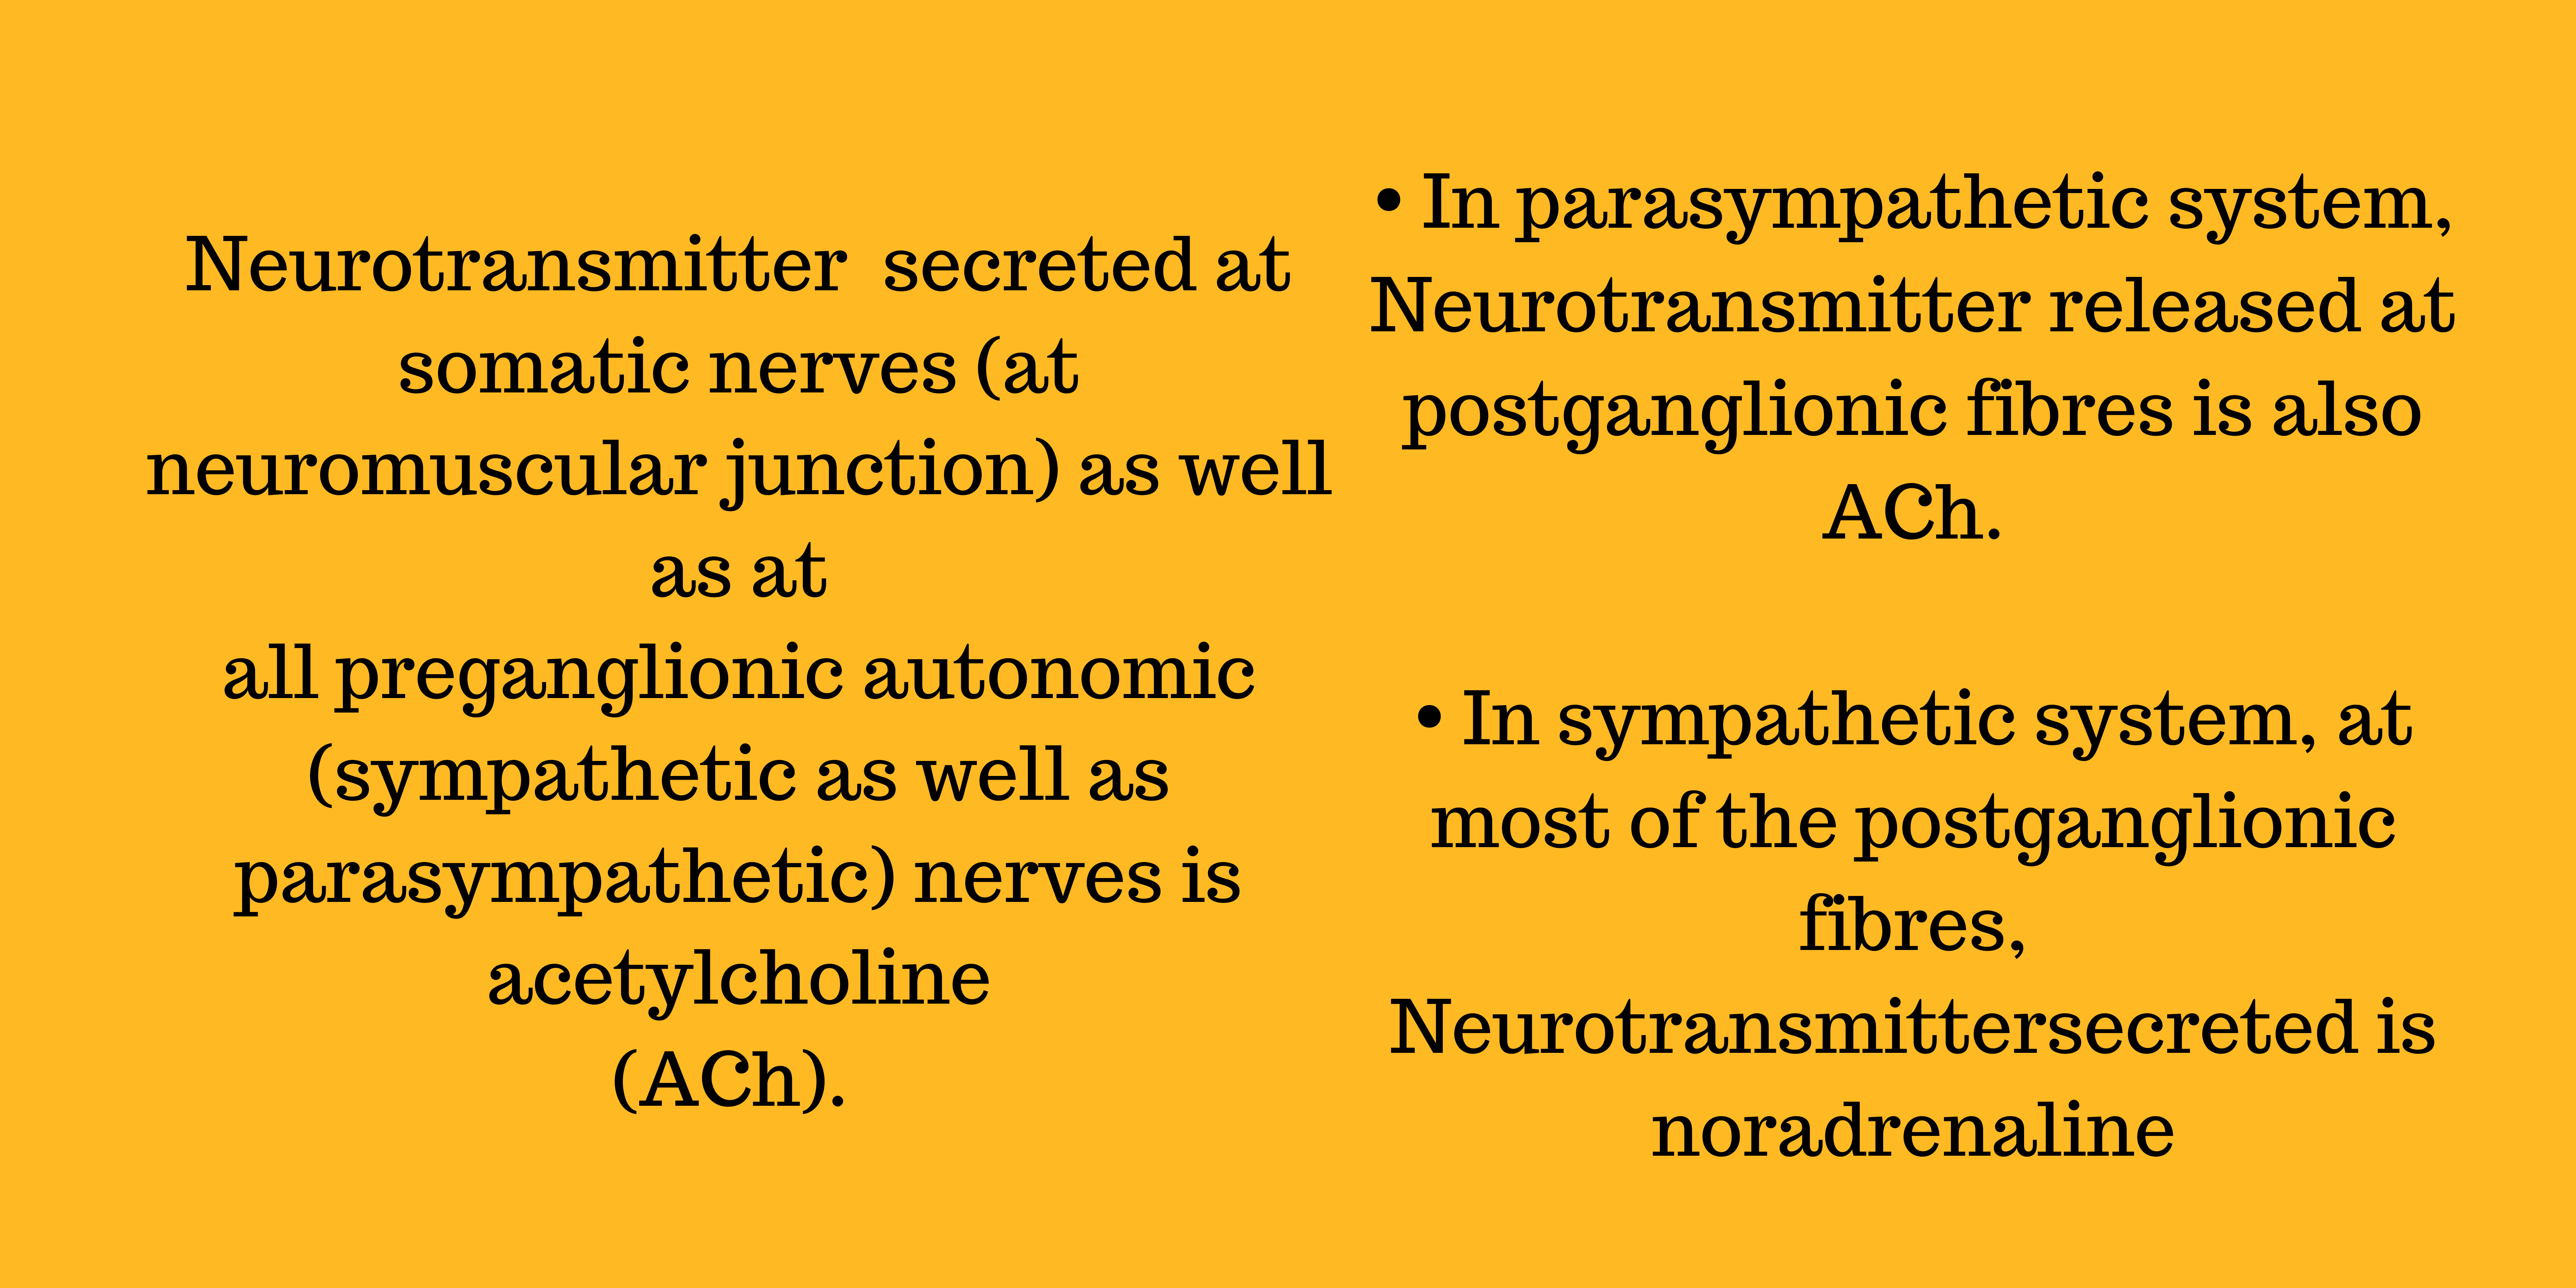 Neurotransmitter  secreted at
somatic nerves (at
neuromuscular junction) as well
as at
all preganglionic autonomic
(sympathetic as well as
parasympathetic) nerves is
acetylcholine
(ACh).
• In parasympathetic system,
Neurotransmitter released at
postganglionic fibres is also
ACh.
• In sympathetic system, at
most of the postganglionic
fibres,
Neurotransmittersecreted is
noradrenaline